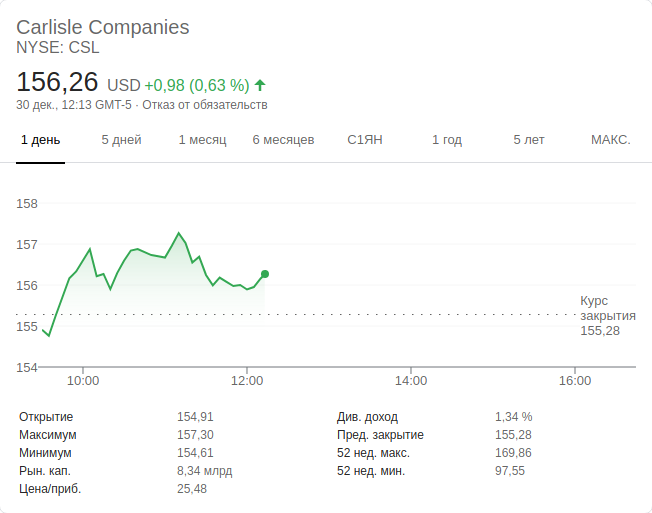 Carlisle Companies
NYSE: CSL
156,26 USD +0,98 (0,63 %)
30 дек., 12:13 GMT-5 · Отказ от обязательств
1 день 5 дней 1 месяц 6 месяцев С1ЯН 1 год 5 лет МАКС.
158
157
156
155
154
Курс
закрытия
155,28
10:00 12:00 14:00 16:00
Открытие 154,91 Див. доход 1,34 %
Максимум 157,30 Пред. закрытие 155,28
Минимум 154,61 52 нед. макс. 169,86
Рын. кап. 8,34 млрд 52 нед. мин. 97,55
Цена/приб. 25,48